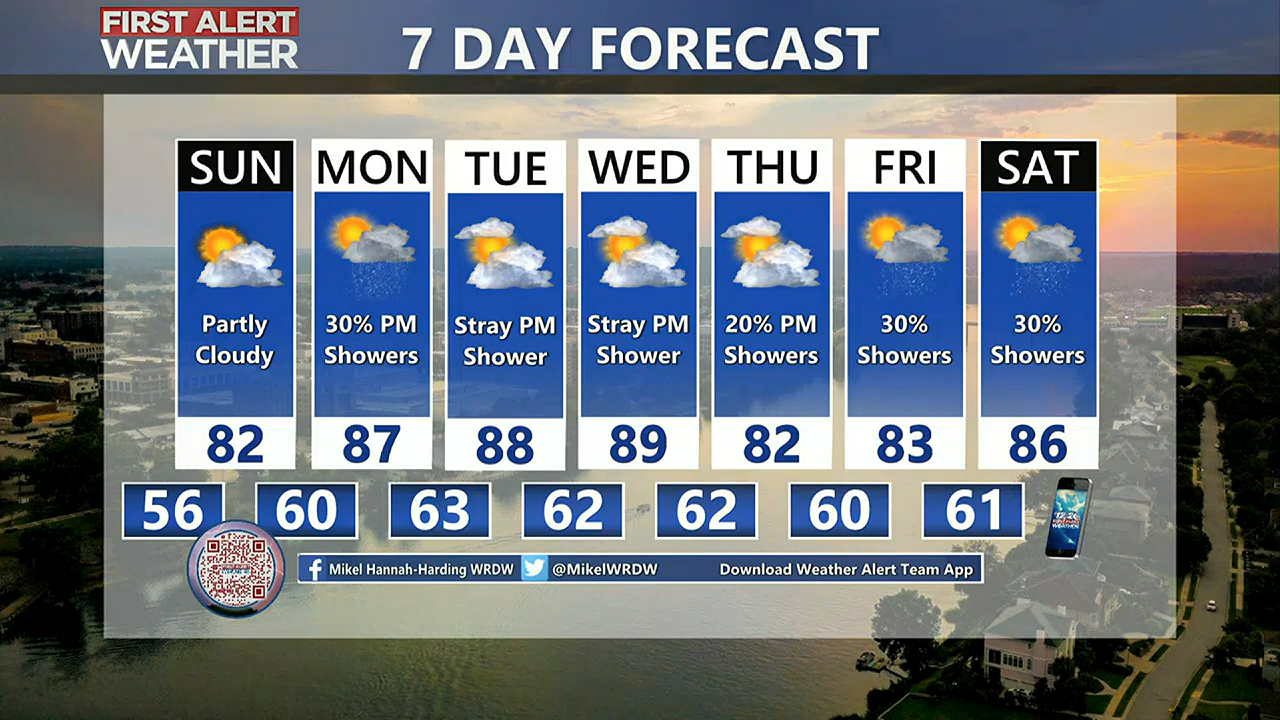 FIRST ALERT
WEATHER
7 DAY FORECAST
SUN MON TUE WED THU FRI SAT
Partly 30% PM Stray PM Stray PM 20% PM 30% 30%
Cloudy Showers Shower Shower Showers Showers Showers
82 87 88 89 82 83 86
56 60 63 62 62 60 61
Mikel Hannah-Harding WRDW @MikelWRDW Download Weather Alert Team App